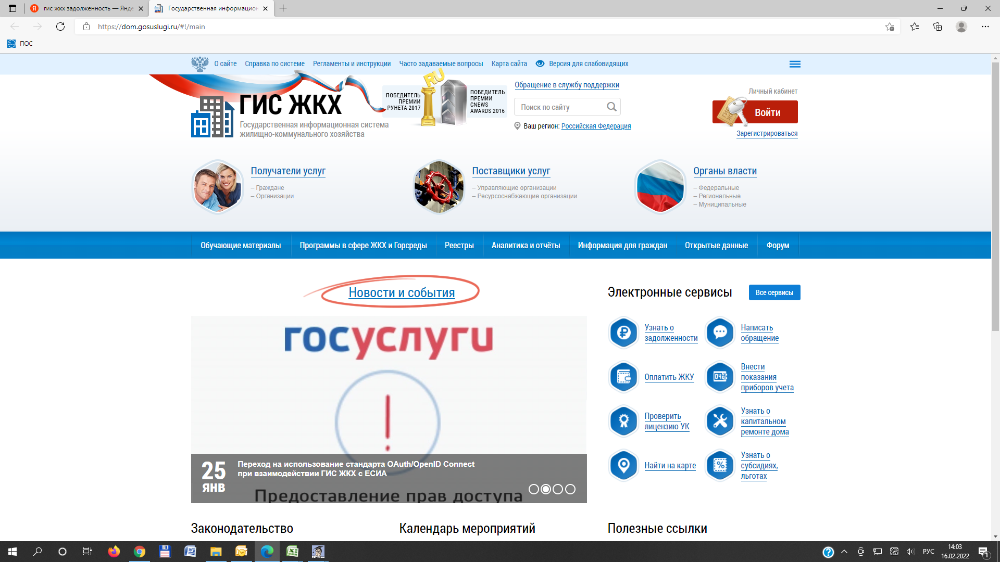 гис жкх задолженность — Янде
Государственная информацион
https://dom.gosuslugi.ru/#!/main
ПОС
О сайте
Справка по системе
Регламенты и инструкции
Часто задаваемые вопросы
Карта сайта
Версия для слабовидящих
ГИС ЖКХ
Государственная информационная система
жилищно-коммунального хозяйства
ПОБЕДИТЕЛЬ
ПРЕМИИ
РУНЕТА 2017
RU
ПОБЕДИТЕЛЬ
ПРЕМИИ
CNEWS
AWARDS 2016
Обращение в службу поддержки
Поиск по сайту
Ваш регион: Российская Федерация
Личный кабинет
Войти
Зарегистрироваться
Получатели услуг
– Граждане
– Организации
Поставщики услуг
– Управляющие организации
– Ресурсоснабжающие организации
Органы власти
– Федеральные
– Региональные
– Муниципальные
Обучающие материалы
Программы в сфере ЖКХ и Горсреды
Реестры
Аналитика и отчёты
Информация для граждан
Открытые данные
Форум
Новости и события
госуслуги
!
25
ЯНВ
Переход на использование стандарта OAuth/OpenID Connect
при взаимодействии ГИС ЖКХ с ЕСИА
Предоставление прав доступа
Электронные сервисы
Все сервисы
Узнать о
задолженности
Написать
обращение
Оплатить ЖКУ
Внести
показания
приборов учета
Проверить
лицензию УК
Узнать о
капитальном
ремонте дома
Найти на карте
Узнать о
субсидиях,
льготах
Законодательство
Календарь мероприятий
Полезные ссылки
РУС
14:03
16.02.2022
1